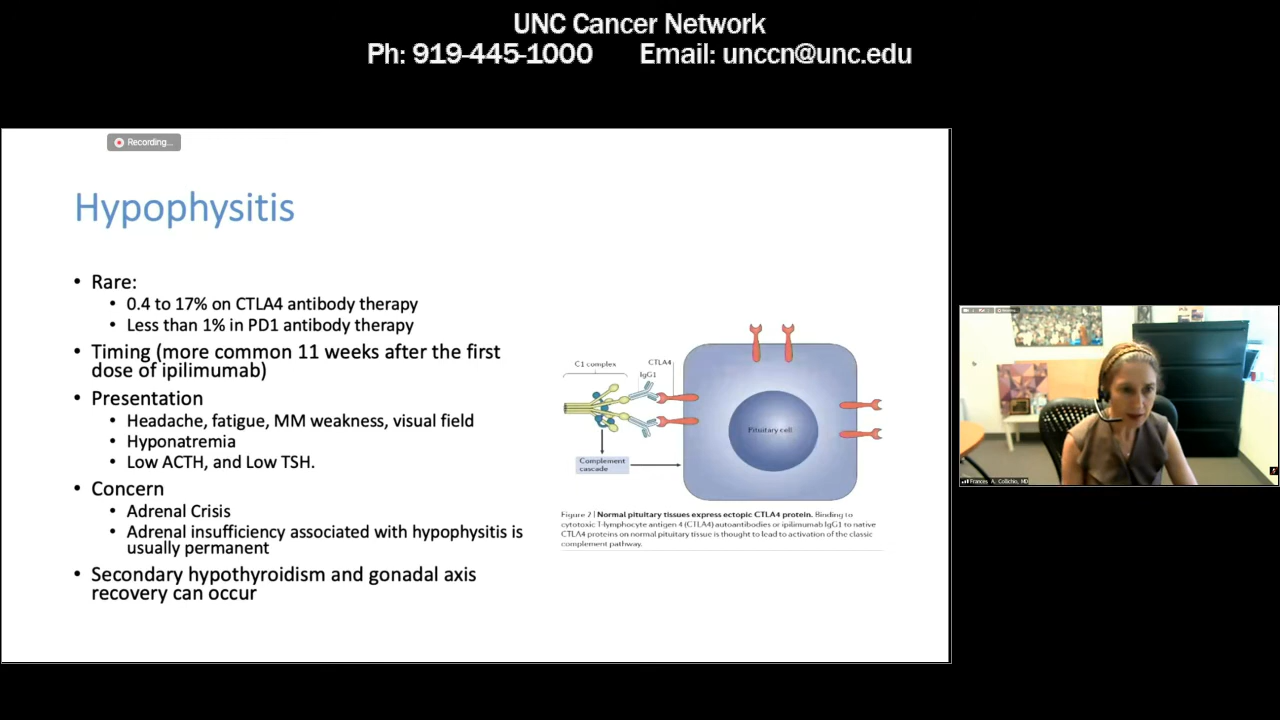 UNC Cancer Network
Ph: 919-445-1000 Email: unccn@unc.edu
Recording...
Hypophysitis
• Rare:
• 0.4 to 17% on CTLA4 antibody therapy
• Less than 1% in PD1 antibody therapy
• Timing (more common 11 weeks after the first
dose of ipilimumab)
• Presentation
• Headache, fatigue, MM weakness, visual field
• Hyponatremia
• Low ACTH, and Low TSH.
• Concern
• Adrenal Crisis
• Adrenal insufficiency associated with hypophysitis is
usually permanent
• Secondary hypothyroidism and gonadal axis
recovery can occur
C1 complex
CTLA4
IgG1
Pituitary cell
Complement
cascade
Figure 2 | Normal pituitary tissues express ectopic CTLA4 protein. Binding to
cytotoxic T-lymphocyte antigen 4 (CTLA4) autoantibodies or ipilimumab IgG1 to native
CTLA4 proteins on normal pituitary tissue is thought to lead to activation of the classic
complement pathway.
Frances A. Collichio, MD